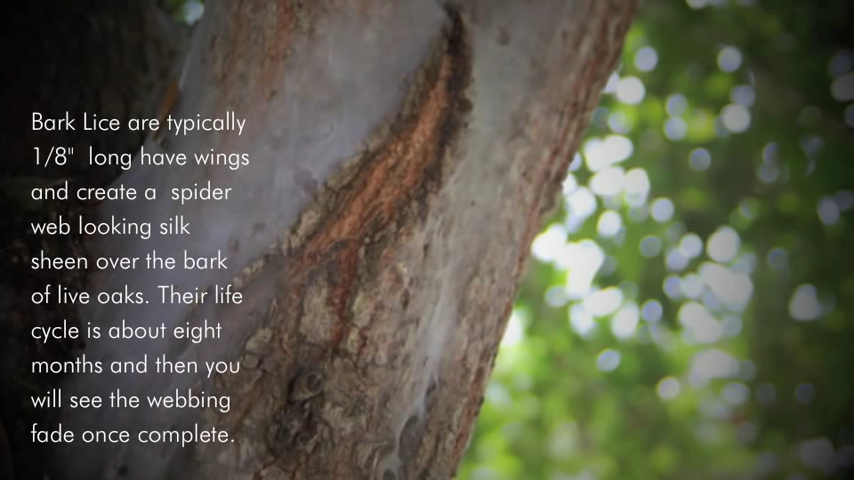 Bark Lice are typically
1/8" long have wings
and create a spider
web looking silk
sheen over the bark
of live oaks. Their life
cycle is about eight
months and then you
will see the webbing
fade once complete.